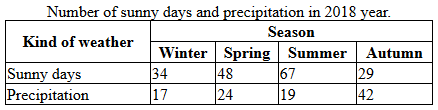 Number of sunny days and precipitation in 2018 year.
Kind of weather Season
Winter Spring Summer Autumn
Sunny days 34 48 67 29
Precipitation 17 24 19 42